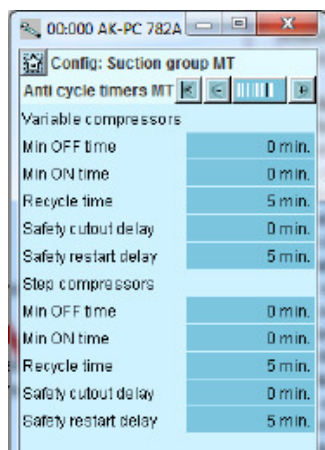 00:000 AK-PC 782A
Config: Suction group MT
Anti cycle timers MT
Variable compressors
Min OFF time 0 min.
Min ON time 0 min.
Recycle time 5 min.
Safety cutout delay 0 min.
Safety restart delay 5 min.
Step compressors
Min OFF time 0 min.
Min ON time 0 min.
Recycle time 5 min.
Safety cutout delay 0 min.
Safety restart delay 5 min.